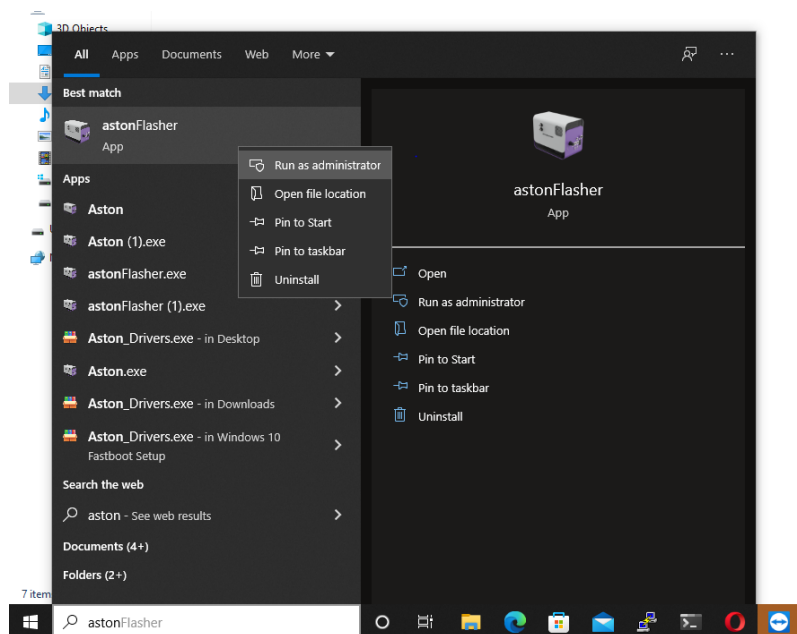 3D Objects
All Apps Documents Web More
Best match
astonFlasher
App
Run as administrator
Open file location
Pin to Start
Pin to taskbar
Uninstall
Apps
Aston
Aston (1).exe
astonFlasher.exe
astonFlasher (1).exe
Aston_Drivers.exe - in Desktop
Aston.exe
Aston_Drivers.exe - in Downloads
Aston_Drivers.exe - in Windows 10
Fastboot Setup
Search the web
aston - See web results
Documents (4+)
Folders (2+)
astonFlasher
App
Open
Run as administrator
Open file location
Pin to Start
Pin to taskbar
Uninstall
7 item
astonFlasher